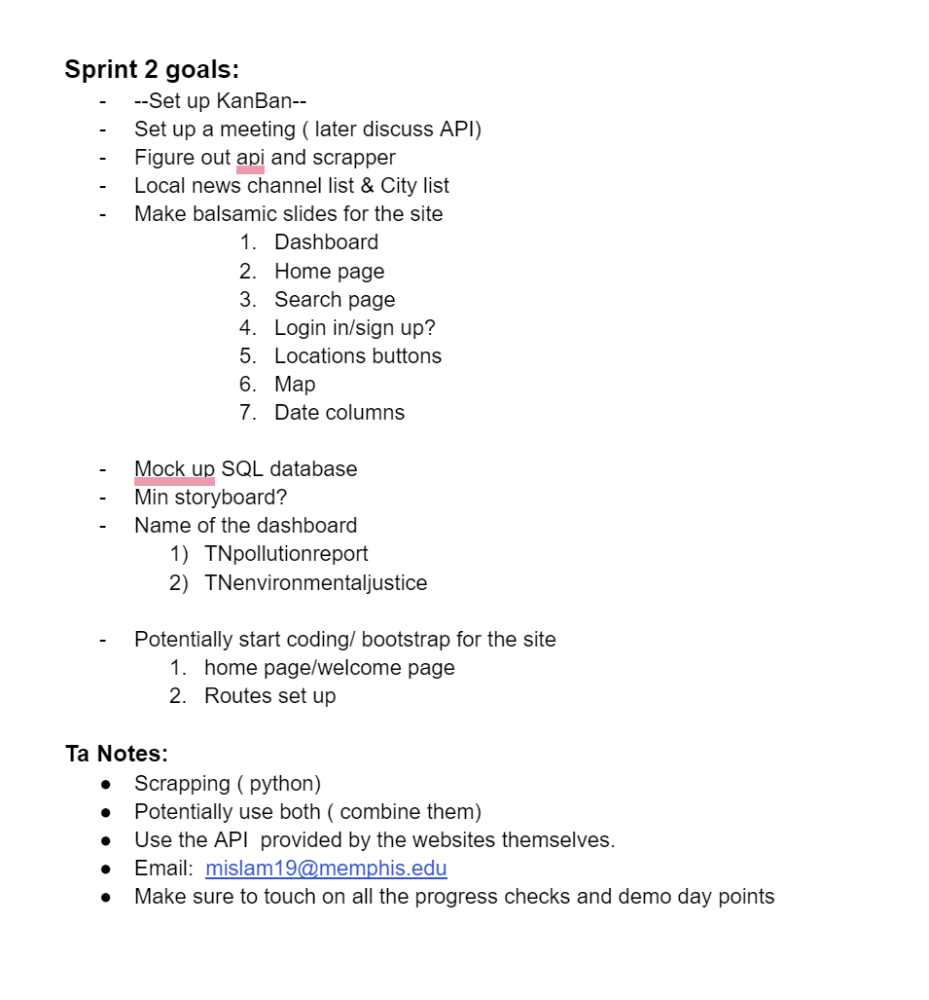 Sprint 2 goals:
- --Set up KanBan--
- Set up a meeting ( later discuss API)
- Figure out api and scrapper
- Local news channel list & City list
- Make balsamic slides for the site
1. Dashboard
2. Home page
3. Search page
4. Login in/sign up?
5. Locations buttons
6. Map
7. Date columns
- Mock up SQL database
- Min storyboard?
- Name of the dashboard
1) TNpollutionreport
2) TNenvironmentaljustice
- Potentially start coding/ bootstrap for the site
1. home page/welcome page
2. Routes set up
Ta Notes:
● Scrapping ( python)
● Potentially use both ( combine them)
● Use the API  provided by the websites themselves.
● Email:  mislam19@memphis.edu
● Make sure to touch on all the progress checks and demo day points